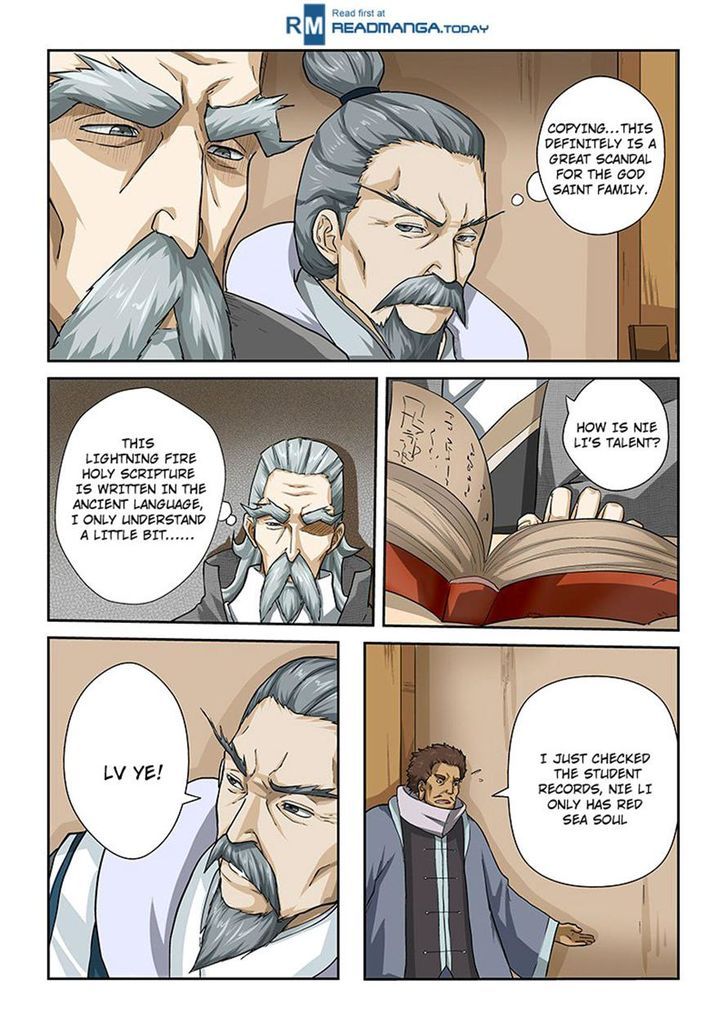 RM
Read first at
READMANGA.TODAY
COPYING...THIS
DEFINITELY IS A
GREAT SCANDAL
FOR THE GOD
SAINT FAMILY.
THIS
LIGHTNING FIRE
HOLY SCRIPTURE
IS WRITTEN IN THE
ANCIENT LANGUAGE,
I ONLY UNDERSTAND
A LITTLE BIT......
HOW IS NIE
LI'S TALENT?
LV YE!
I JUST CHECKED
THE STUDENT
RECORDS, NIE LI
ONLY HAS RED
SEA SOUL